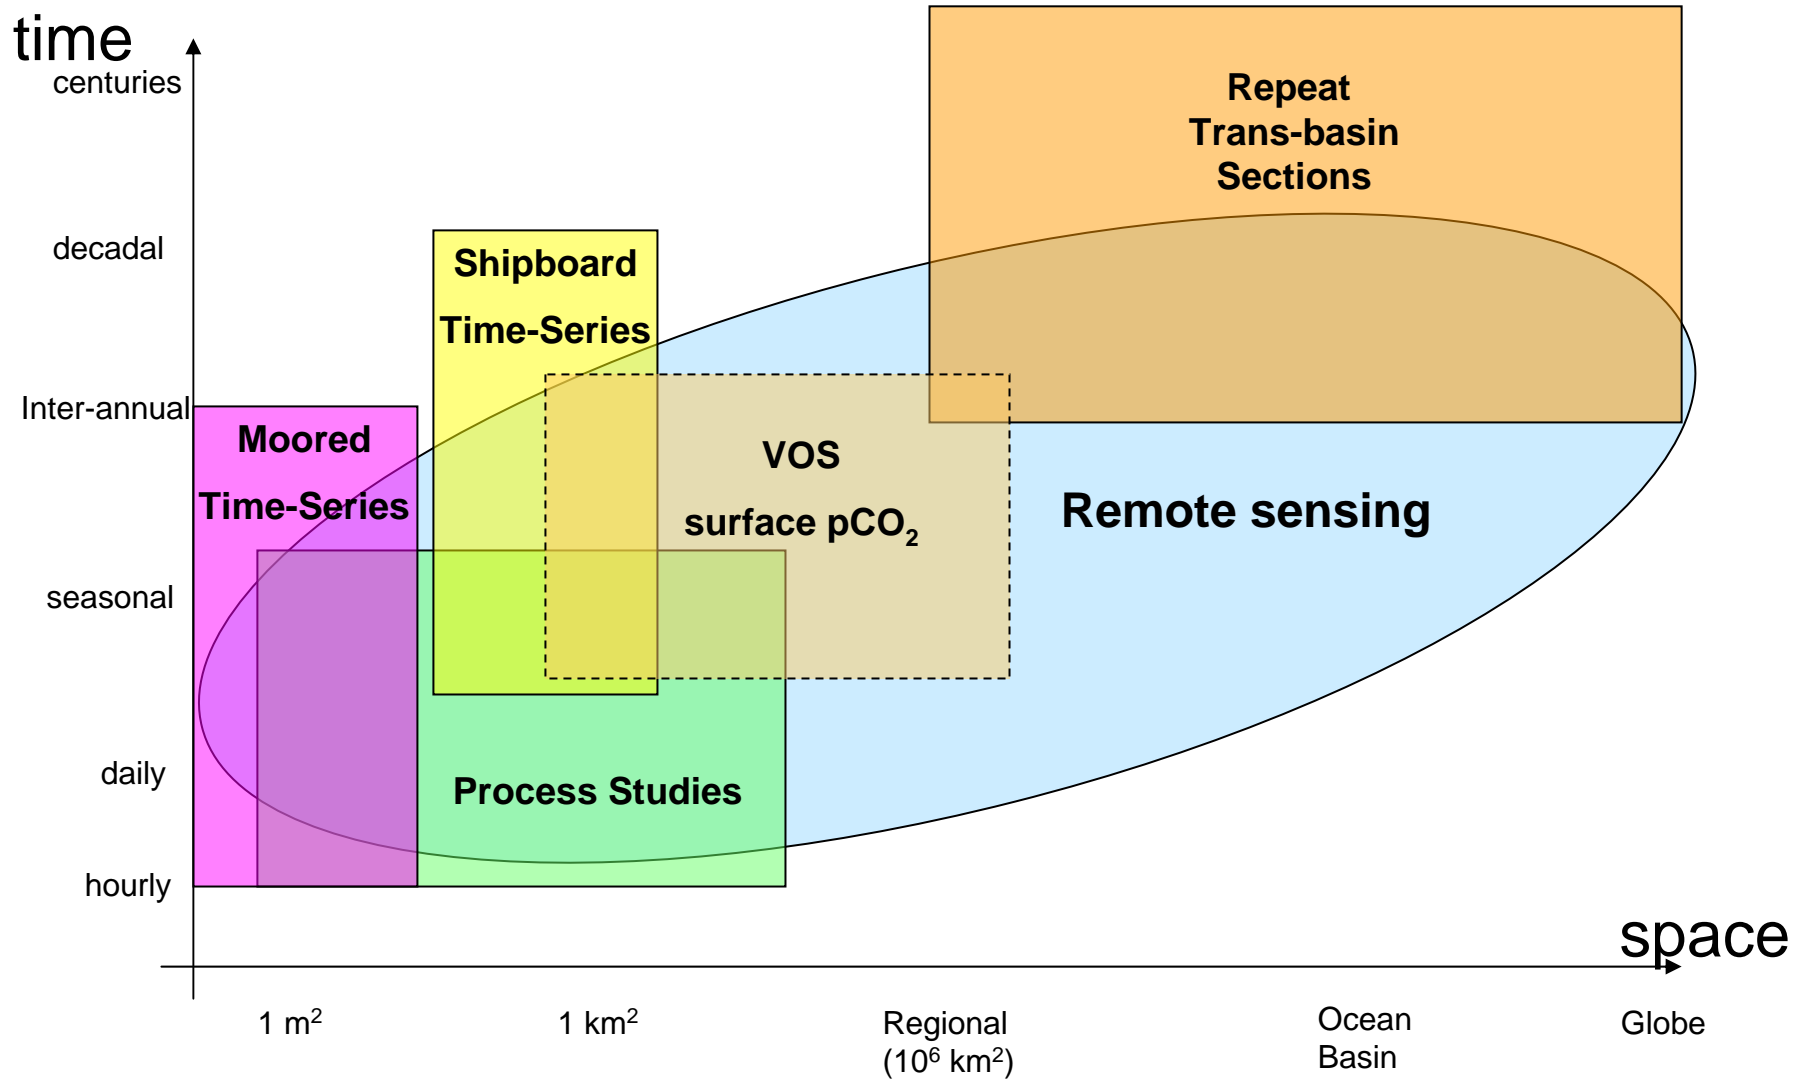 time
centuries
decadal
Inter-annual
seasonal
daily
hourly
Repeat
Trans-basin
Sections
Shipboard
Time-Series
Moored
Time-Series
VOS
surface pCO₂
Remote sensing
Process Studies
space
1 m²
1 km²
Regional
(10⁶ km²)
Ocean
Basin
Globe